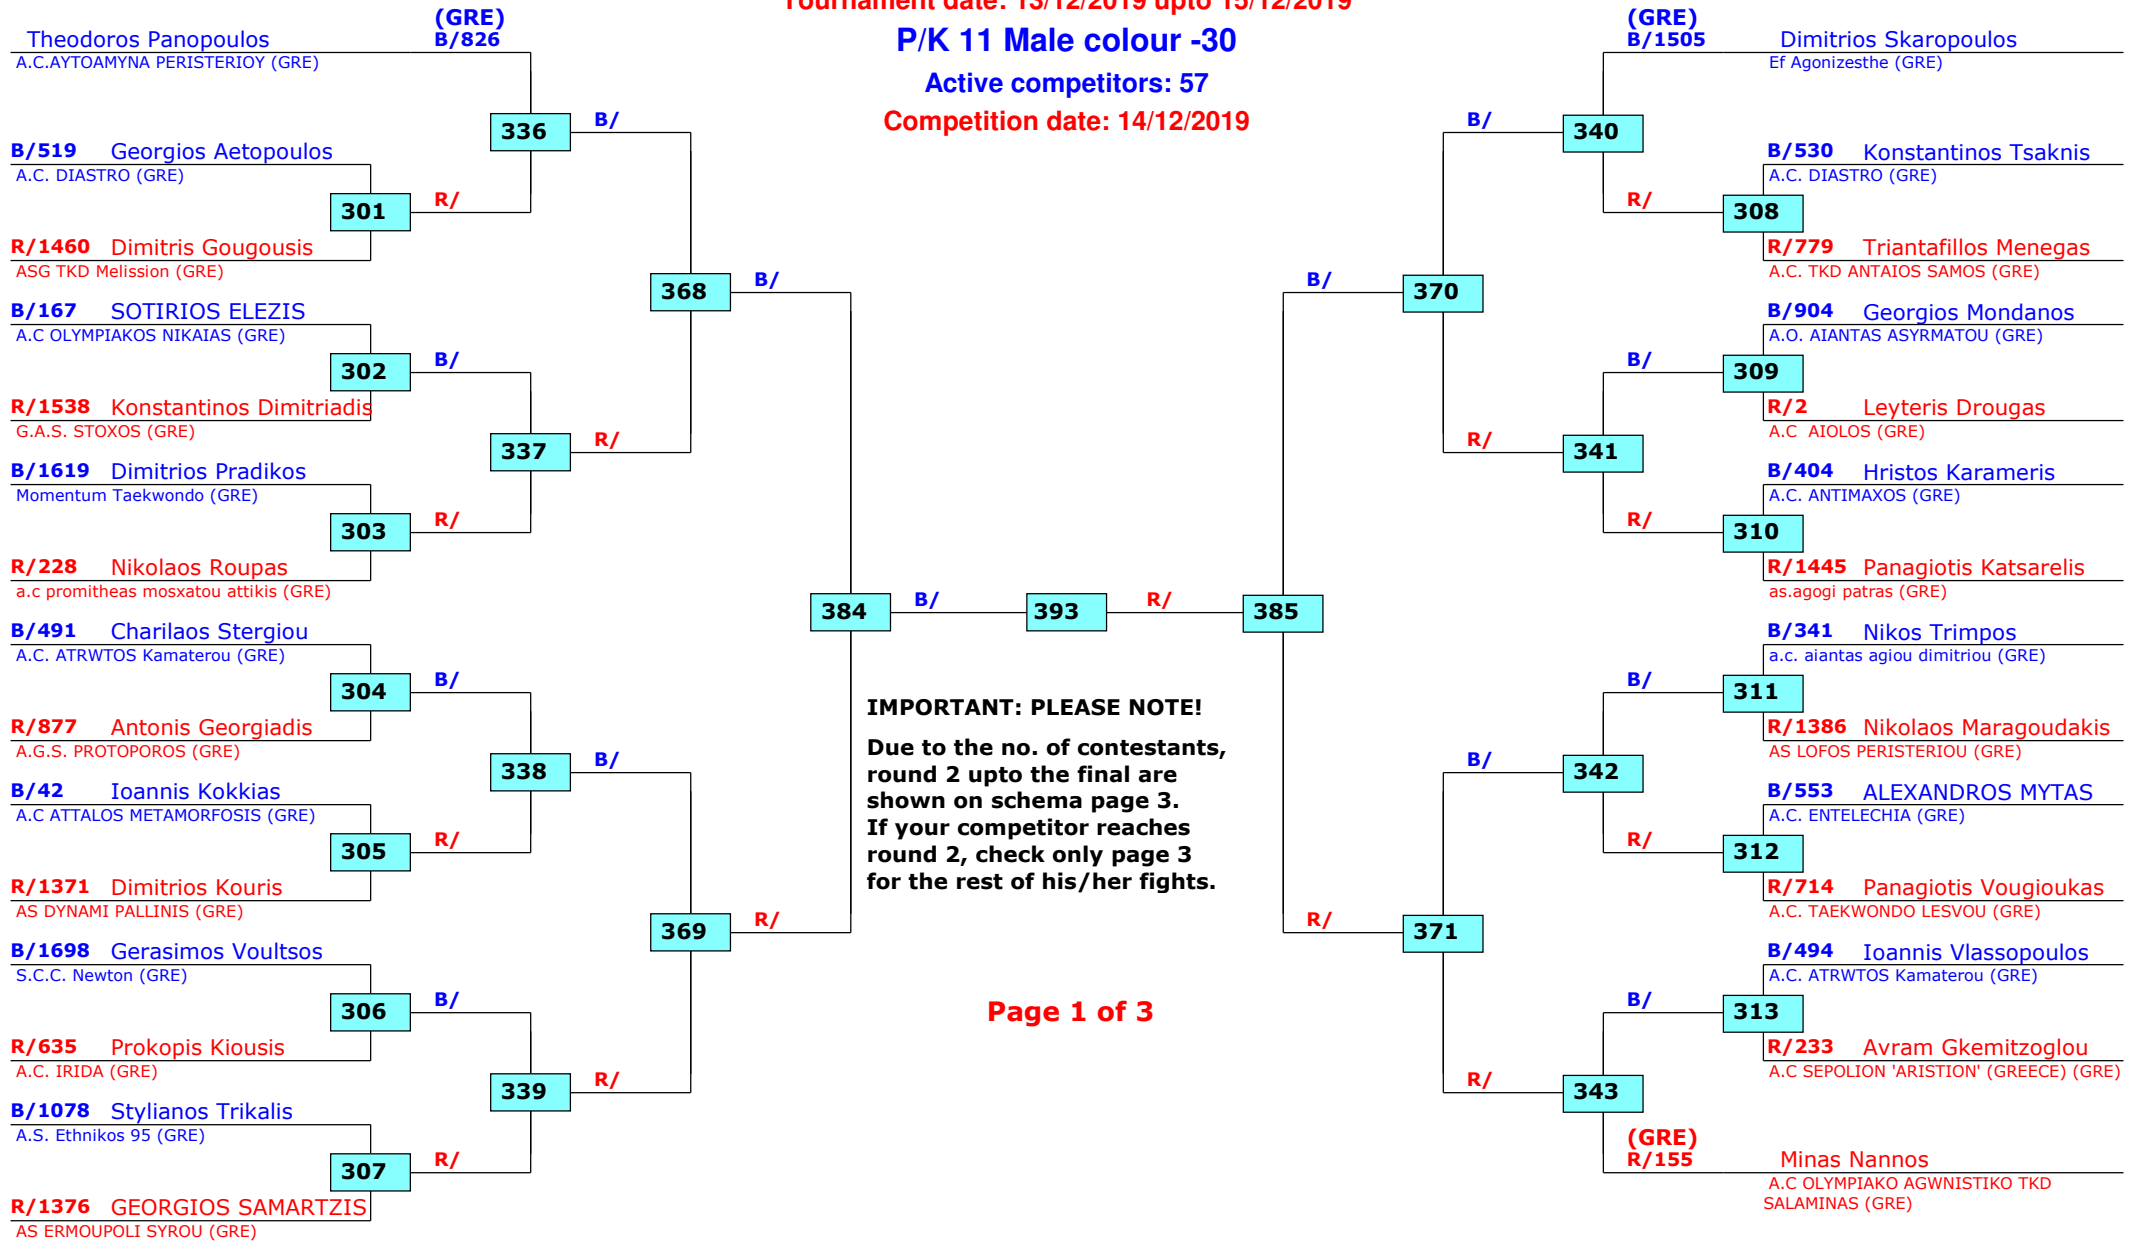 Tournament date: 13/12/2019 upto 15/12/2019
P/K 11 Male colour -30
Active competitors: 57
Competition date: 14/12/2019
(GRE)
Theodoros Panopoulos B/826
A.C.AYTOAMYNA PERISTERIOY (GRE)
336
B/
B/519 Georgios Aetopoulos
A.C. DIASTRO (GRE)
301
R/
R/1460 Dimitris Gougousis
ASG TKD Melission (GRE)
368
B/
B/167 SOTIRIOS ELEZIS
A.C OLYMPIAKOS NIKAIAS (GRE)
302
B/
R/1538 Konstantinos Dimitriadis
G.A.S. STOXOS (GRE)
337
R/
B/1619 Dimitrios Pradikos
Momentum Taekwondo (GRE)
303
R/
R/228 Nikolaos Roupas
a.c promitheas mosxatou attikis (GRE)
384
B/
393
R/
385
B/491 Charilaos Stergiou
A.C. ATRWTOS Kamaterou (GRE)
304
B/
R/877 Antonis Georgiadis
A.G.S. PROTOPOROS (GRE)
338
B/
B/42 Ioannis Kokkias
A.C ATTALOS METAMORFOSIS (GRE)
305
R/
R/1371 Dimitrios Kouris
AS DYNAMI PALLINIS (GRE)
369
R/
B/1698 Gerasimos Voultsos
S.C.C. Newton (GRE)
306
B/
R/635 Prokopis Kiousis
A.C. IRIDA (GRE)
339
R/
B/1078 Stylianos Trikalis
A.S. Ethnikos 95 (GRE)
307
R/
R/1376 GEORGIOS SAMARTZIS
AS ERMOUPOLI SYROU (GRE)
IMPORTANT: PLEASE NOTE!
Due to the no. of contestants,
round 2 upto the final are
shown on schema page 3.
If your competitor reaches
round 2, check only page 3
for the rest of his/her fights.
Page 1 of 3
(GRE)
B/1505 Dimitrios Skaropoulos
Ef Agonizesthe (GRE)
B/
340
B/530 Konstantinos Tsaknis
A.C. DIASTRO (GRE)
R/
308
R/779 Triantafillos Menegas
A.C. TKD ANTAIOS SAMOS (GRE)
B/
370
B/904 Georgios Mondanos
A.O. AIANTAS ASYRMATOU (GRE)
B/
309
R/2 Leyteris Drougas
A.C AIOLOS (GRE)
R/
341
B/404 Hristos Karameris
A.C. ANTIMAXOS (GRE)
R/
310
R/1445 Panagiotis Katsarelis
as.agogi patras (GRE)
B/341 Nikos Trimpos
a.c. aiantas agiou dimitriou (GRE)
B/
311
R/1386 Nikolaos Maragoudakis
AS LOFOS PERISTERIOU (GRE)
B/
342
B/553 ALEXANDROS MYTAS
A.C. ENTELECHIA (GRE)
R/
312
R/714 Panagiotis Vougioukas
A.C. TAEKWONDO LESVOU (GRE)
R/
371
B/494 Ioannis Vlassopoulos
A.C. ATRWTOS Kamaterou (GRE)
B/
313
R/233 Avram Gkemitzoglou
A.C SEPOLION 'ARISTION' (GREECE) (GRE)
R/
343
(GRE)
R/155 Minas Nannos
A.C OLYMPIAKO AGWNISTIKO TKD
SALAMINAS (GRE)